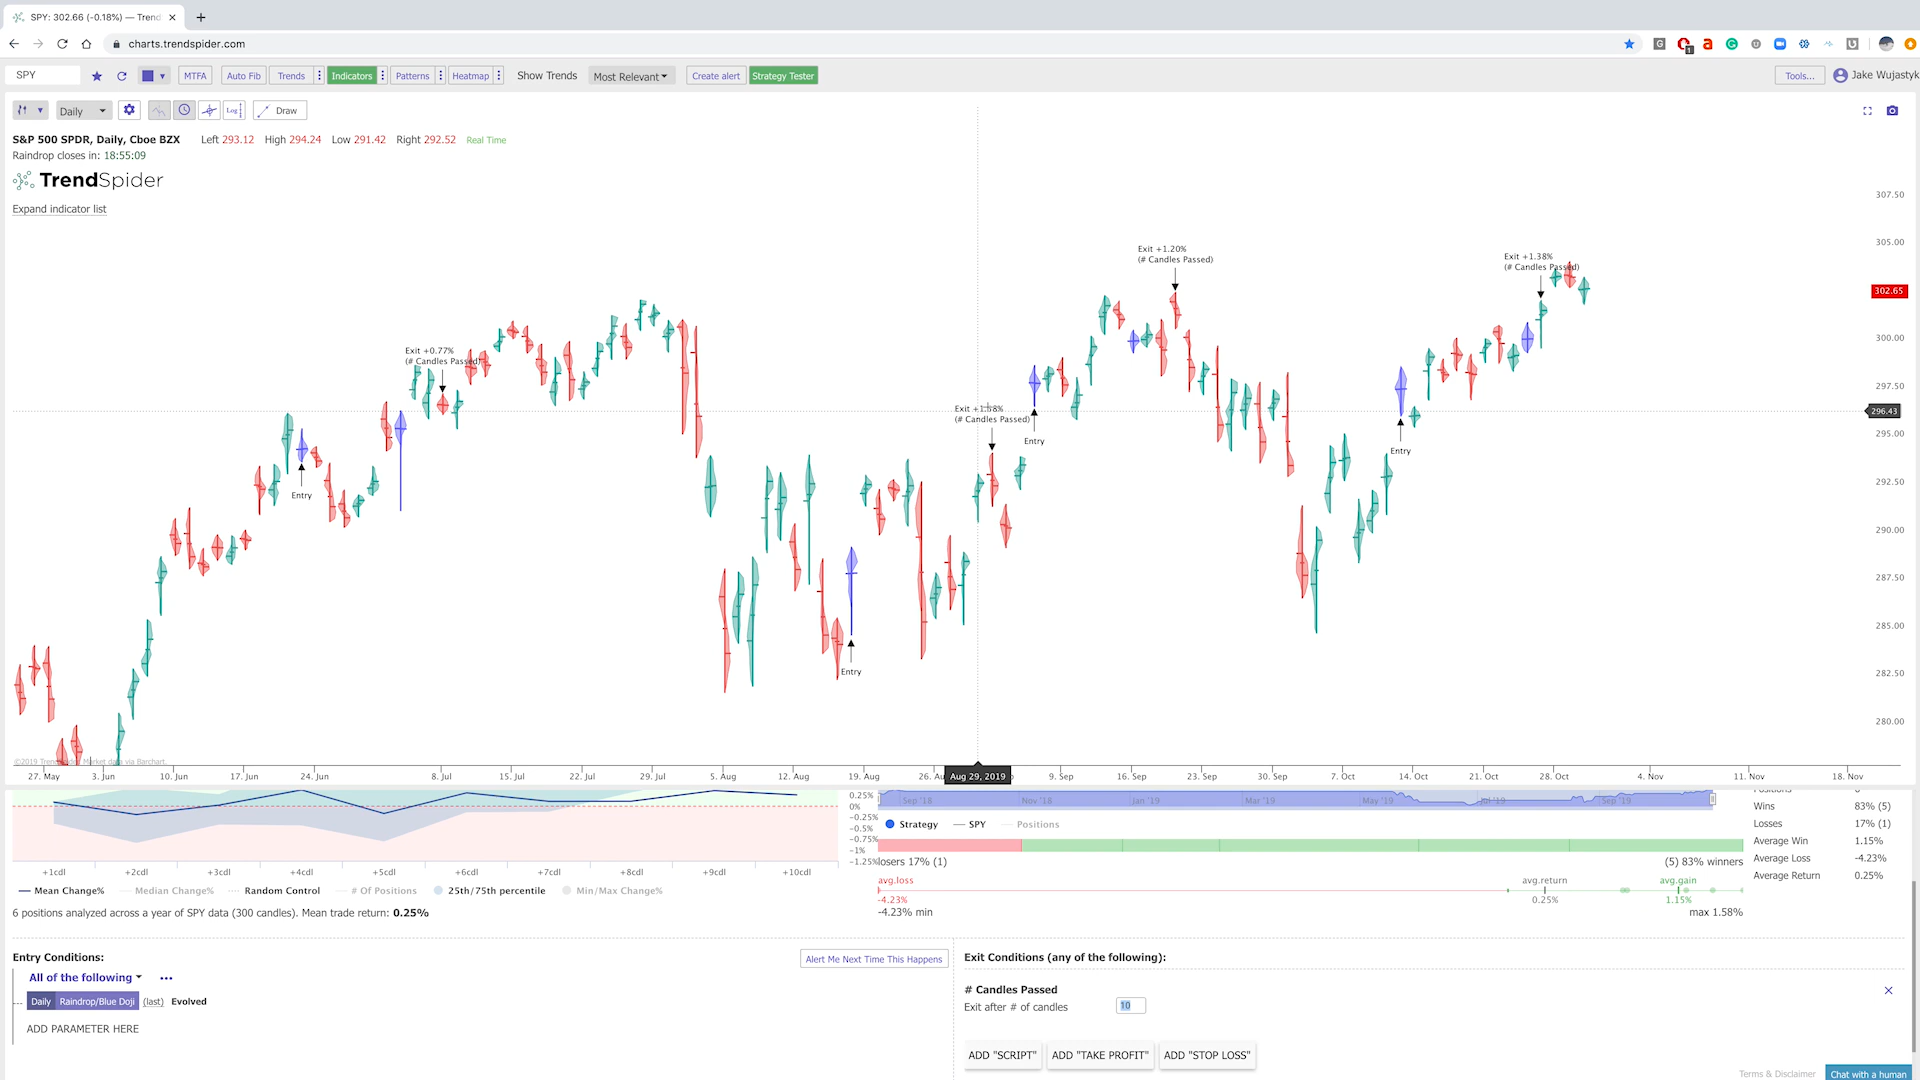 SPY: 302.66 (-0.18%) — Trend
charts.trendspider.com
SPY MTFA Auto Fib Trends Indicators Patterns Heatmap Show Trends Most Relevant Create alert Strategy Tester Tools... Jake Wujastyk
Daily Log Draw
S&P 500 SPDR, Daily, Cboe BZX Left 293.12 High 294.24 Low 291.42 Right 292.52 Real Time
Raindrop closes in: 18:55:09
TrendSpider
Expand indicator list
307.50
305.00
302.65
300.00
297.50
296.43
295.00
292.50
290.00
287.50
285.00
282.50
280.00
Exit +1.20%
(# Candles Passed)
Exit +1.38%
(# Candles Passed)
Exit +0.77%
(# Candles Passed)
Exit +1.58%
(# Candles Passed)
Entry
Entry
Entry
Entry
©2019 TrendSpider. Market data via Barchart.
27. May 3. Jun 10. Jun 17. Jun 24. Jun 8. Jul 15. Jul 22. Jul 29. Jul 5. Aug 12. Aug 19. Aug 26. Au Aug 29, 2019 9. Sep 16. Sep 23. Sep 30. Sep 7. Oct 14. Oct 21. Oct 28. Oct 4. Nov 11. Nov 18. Nov
0.25%
0%
-0.25%
-0.5%
-0.75%
-1%
-1.25%
+1cdl +2cdl +3cdl +4cdl +5cdl +6cdl +7cdl +8cdl +9cdl +10cdl
Mean Change% Median Change% Random Control # Of Positions 25th/75th percentile Min/Max Change%
6 positions analyzed across a year of SPY data (300 candles). Mean trade return: 0.25%
Sep '18 Nov '18 Jan '19 Mar '19 May '19 Jul '19 Sep '19
Strategy SPY Positions
losers 17% (1) (5) 83% winners
avg.loss avg.return avg.gain
-4.23% 0.25% 1.15%
-4.23% min max 1.58%
Wins 83% (5)
Losses 17% (1)
Average Win 1.15%
Average Loss -4.23%
Average Return 0.25%
Entry Conditions:
Alert Me Next Time This Happens
All of the following
Daily Raindrop/Blue Doji (last) Evolved
ADD PARAMETER HERE
Exit Conditions (any of the following):
# Candles Passed
Exit after # of candles 10
ADD "SCRIPT" ADD "TAKE PROFIT" ADD "STOP LOSS"
Terms & Disclaimer Chat with a human